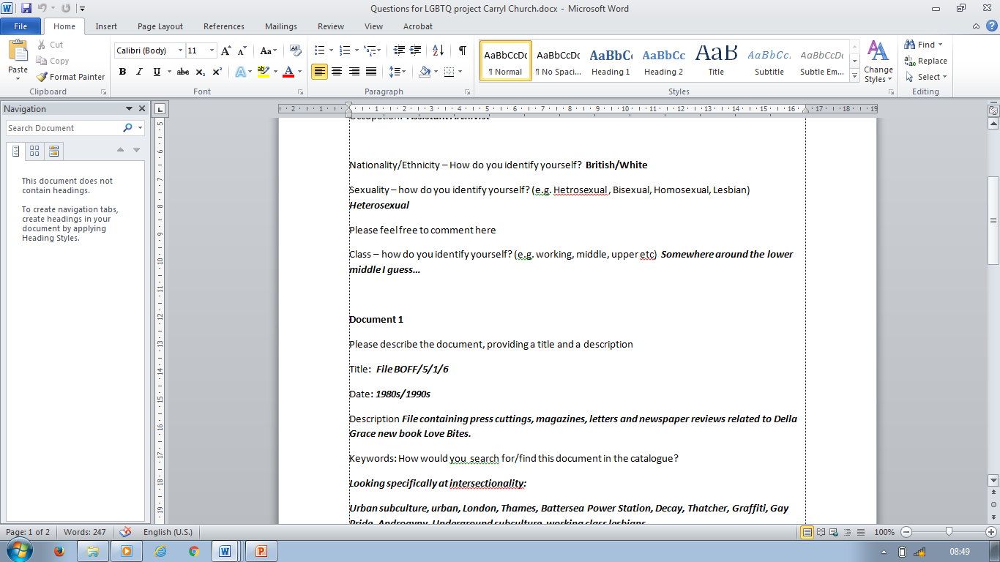 Questions for LGBTQ project Carryl Church.docx - Microsoft Word
File Home Insert Page Layout References Mailings Review View Acrobat
Paste
Cut
Copy
Format Painter
Clipboard
Calibri (Body) 11
Font
Paragraph
AaBbCcDc AaBbCcDc AaBbC AaBbCc AaB AaBbCc. AaBbCcDc
¶ Normal ¶ No Spaci... Heading 1 Heading 2 Title Subtitle Subtle Em...
Styles
Change Styles
Find
Replace
Select
Editing
Navigation
Search Document
This document does not
contain headings.
To create navigation tabs,
create headings in your
document by applying
Heading Styles.
Occupation: Assistant Archivist
Nationality/Ethnicity – How do you identify yourself? British/White
Sexuality – how do you identify yourself? (e.g. Hetrosexual , Bisexual, Homosexual, Lesbian)
Heterosexual
Please feel free to comment here
Class – how do you identify yourself? (e.g. working, middle, upper etc) Somewhere around the lower
middle I guess...
Document 1
Please describe the document, providing a title and a description
Title: File BOFF/5/1/6
Date: 1980s/1990s
Description File containing press cuttings, magazines, letters and newspaper reviews related to Della
Grace new book Love Bites.
Keywords: How would you search for/find this document in the catalogue?
Looking specifically at intersectionality:
Urban subculture, urban, London, Thames, Battersea Power Station, Decay, Thatcher, Graffiti, Gay
Pride, Androgyny, Underground subculture, working class lesbians
Page: 1 of 2 Words: 247 English (U.S.) 100%
08:49